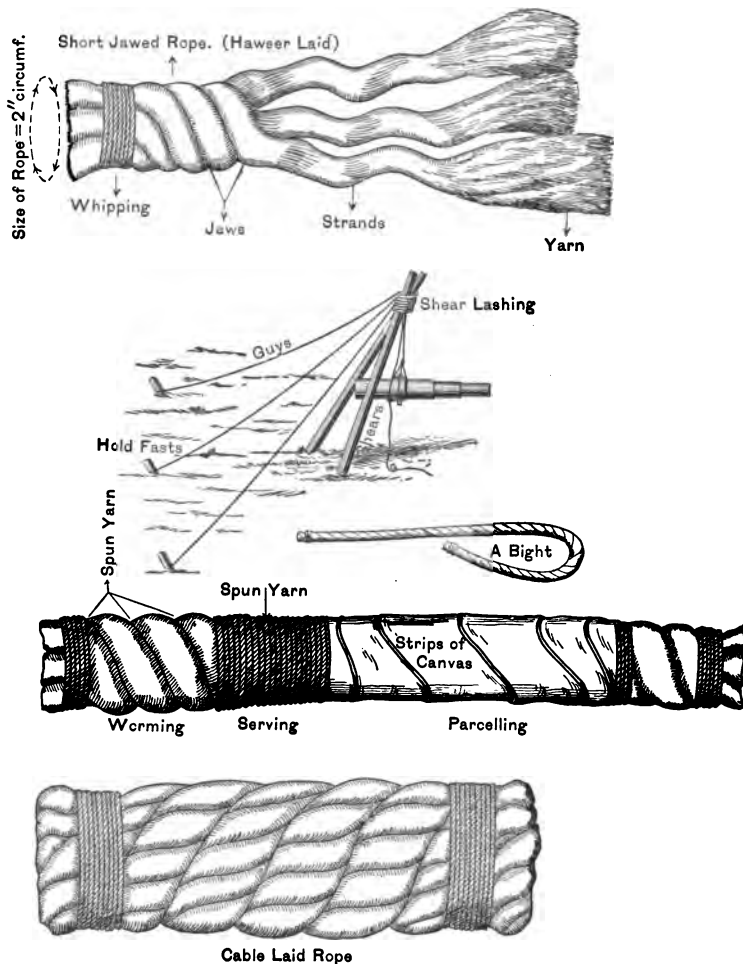 Short Jawed Rope. (Hawser Laid)
Size of Rope = 2″ circumf.
Whipping
Jaws
Strands
Yarn
Shear Lashing
Guys
Shears
Hold Fasts
A Bight
Spun Yarn
Spun Yarn
Strips of
Canvas
Worming
Serving
Parcelling
Cable Laid Rope